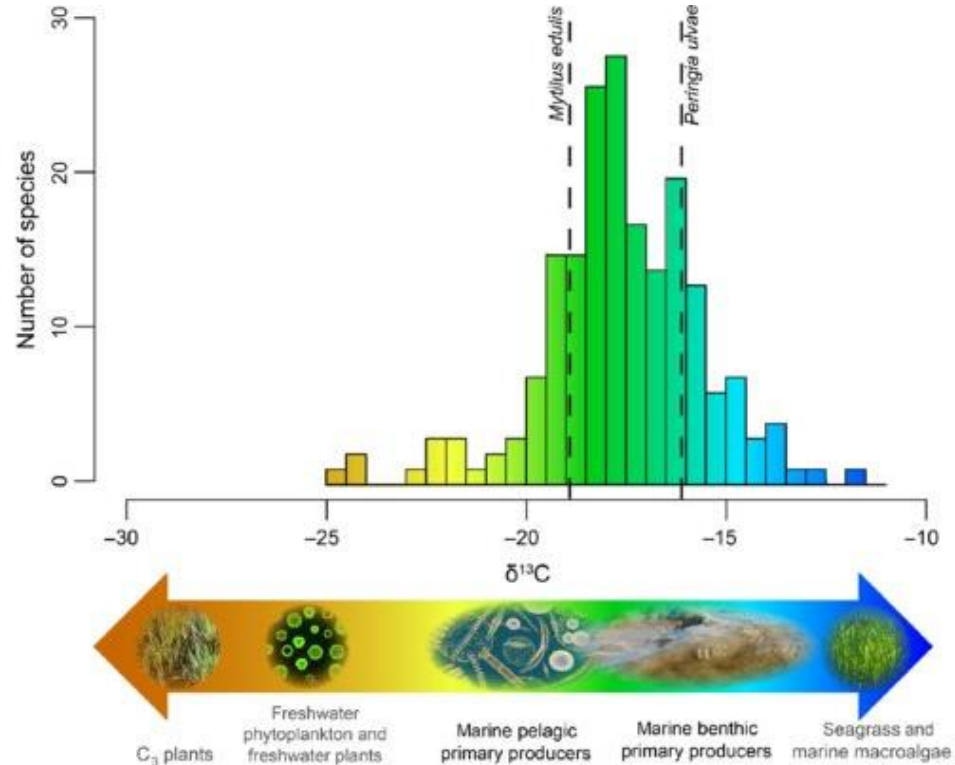 30
20
10
0
Number of species
Mytilus edulis
Peringia ulvae
–30
–25
–20
–15
–10
δ¹³C
C₃ plants
Freshwater
phytoplankton and
freshwater plants
Marine pelagic
primary producers
Marine benthic
primary producers
Seagrass and
marine macroalgae